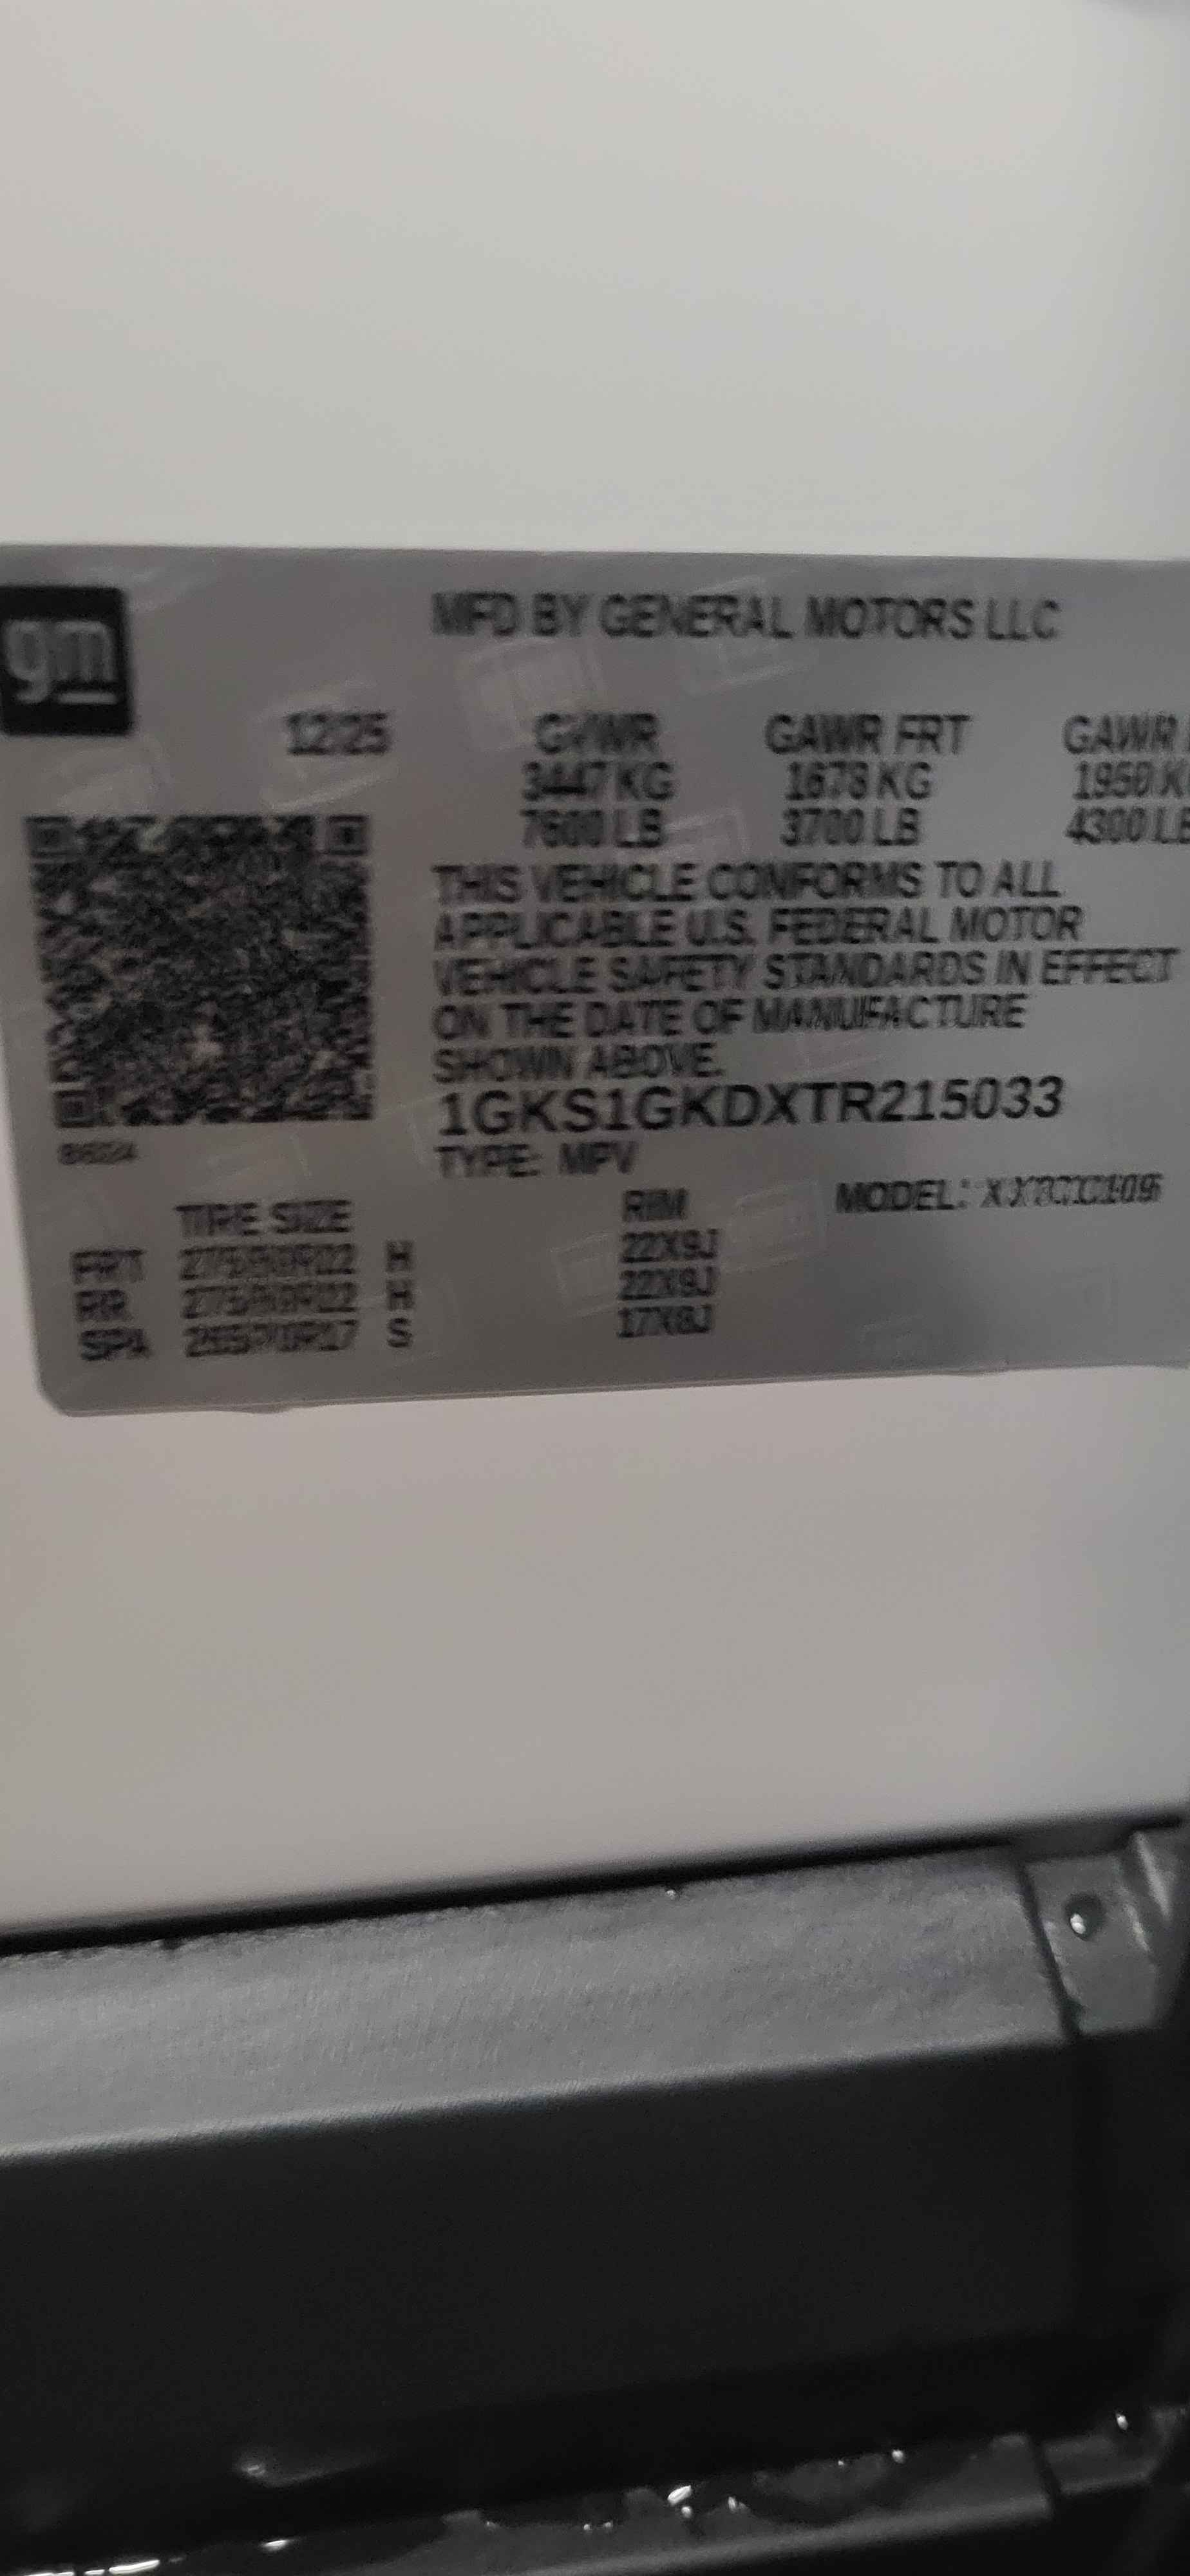 gm
MFD BY GENERAL MOTORS LLC
12/25 GVWR GAWR FRT GAWR
3447 KG 1678 KG 1950 K
7600 LB 3700 LB 4300 LB
THIS VEHICLE CONFORMS TO ALL
APPLICABLE U.S. FEDERAL MOTOR
VEHICLE SAFETY STANDARDS IN EFFECT
ON THE DATE OF MANUFACTURE
SHOWN ABOVE.
1GKS1GKDXTR215033
TYPE: MPV
MODEL:
TIRE SIZE RIM
FRT H 22X9J
RR H 22X9J
SPA S 17X8J